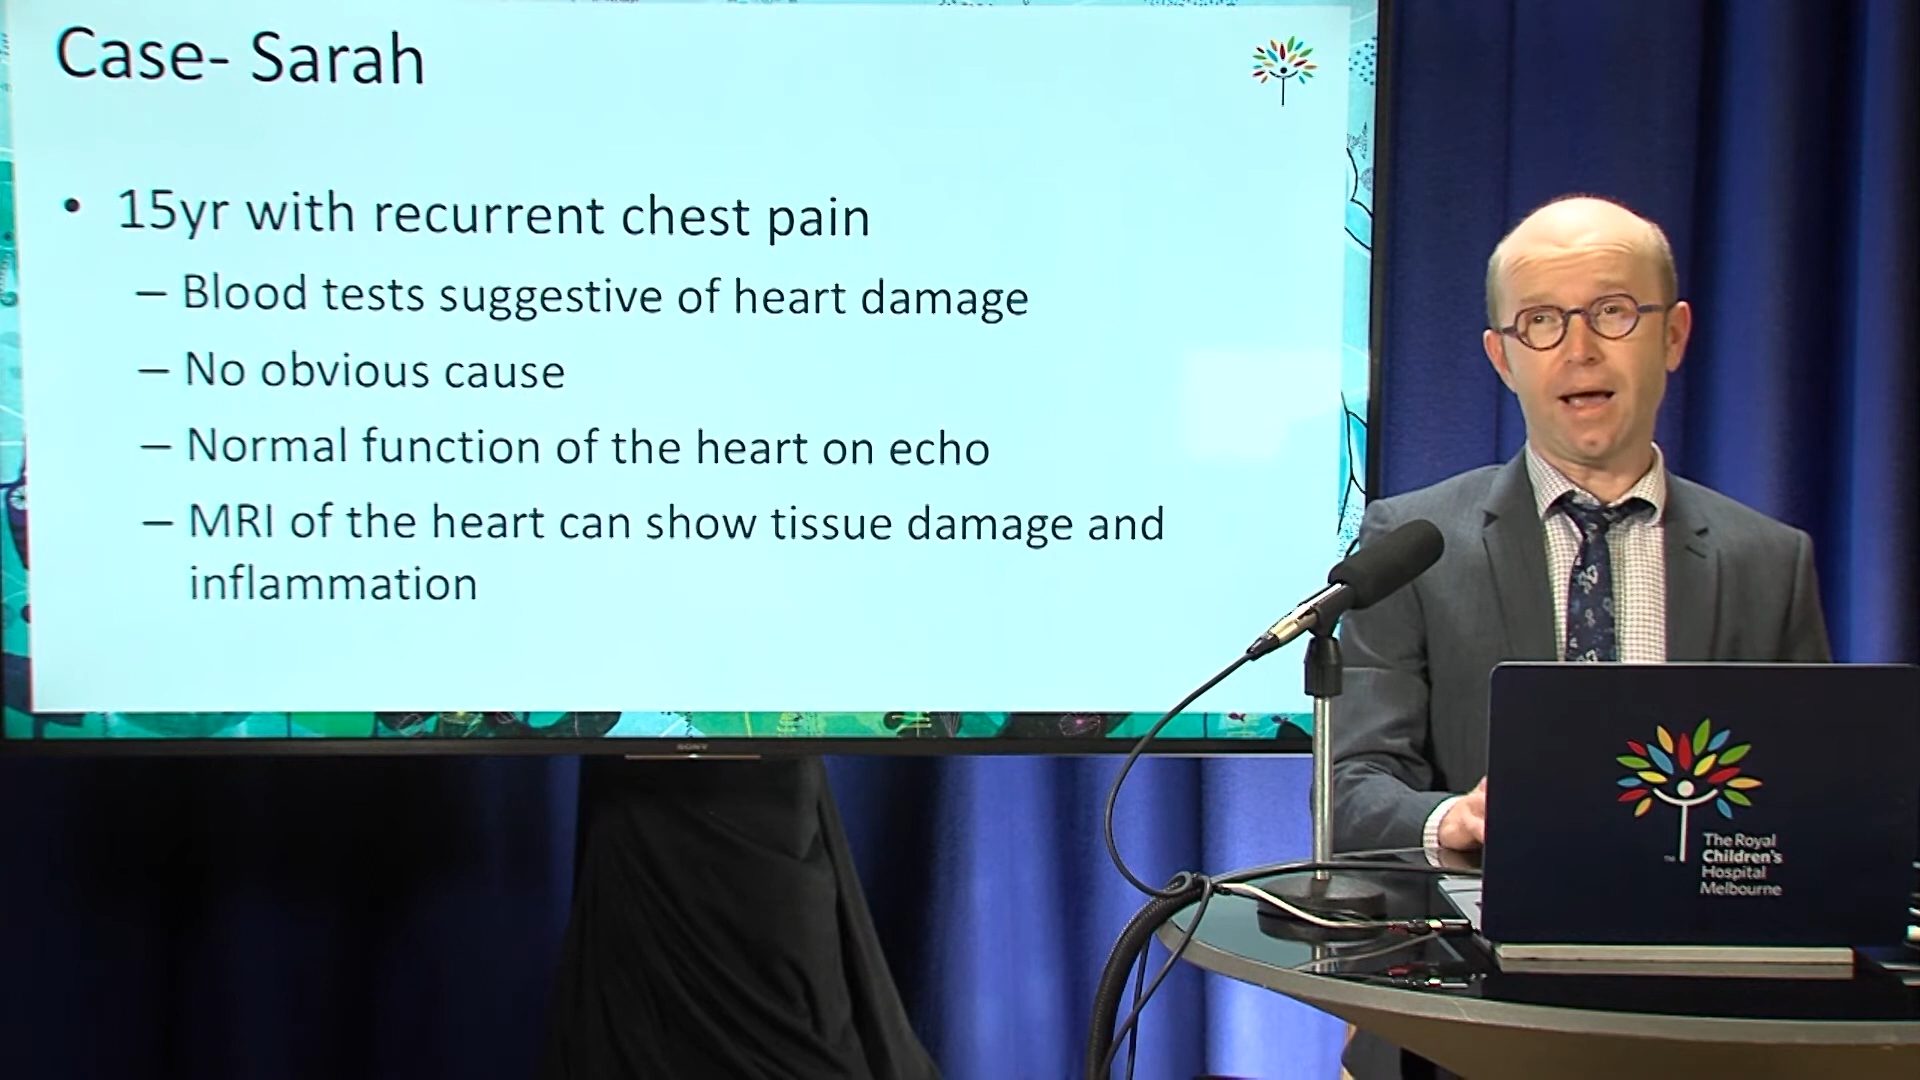 Case- Sarah
• 15yr with recurrent chest pain
– Blood tests suggestive of heart damage
– No obvious cause
– Normal function of the heart on echo
– MRI of the heart can show tissue damage and
inflammation
SONY
TM
The Royal
Children's
Hospital
Melbourne